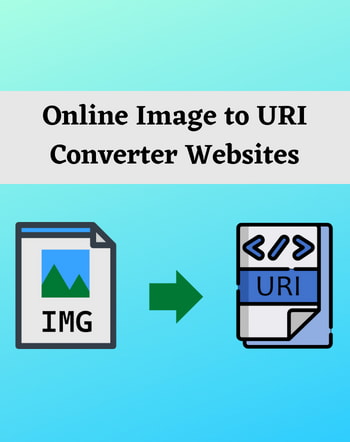 Online Image to URI
Converter Websites
IMG
</>
URI